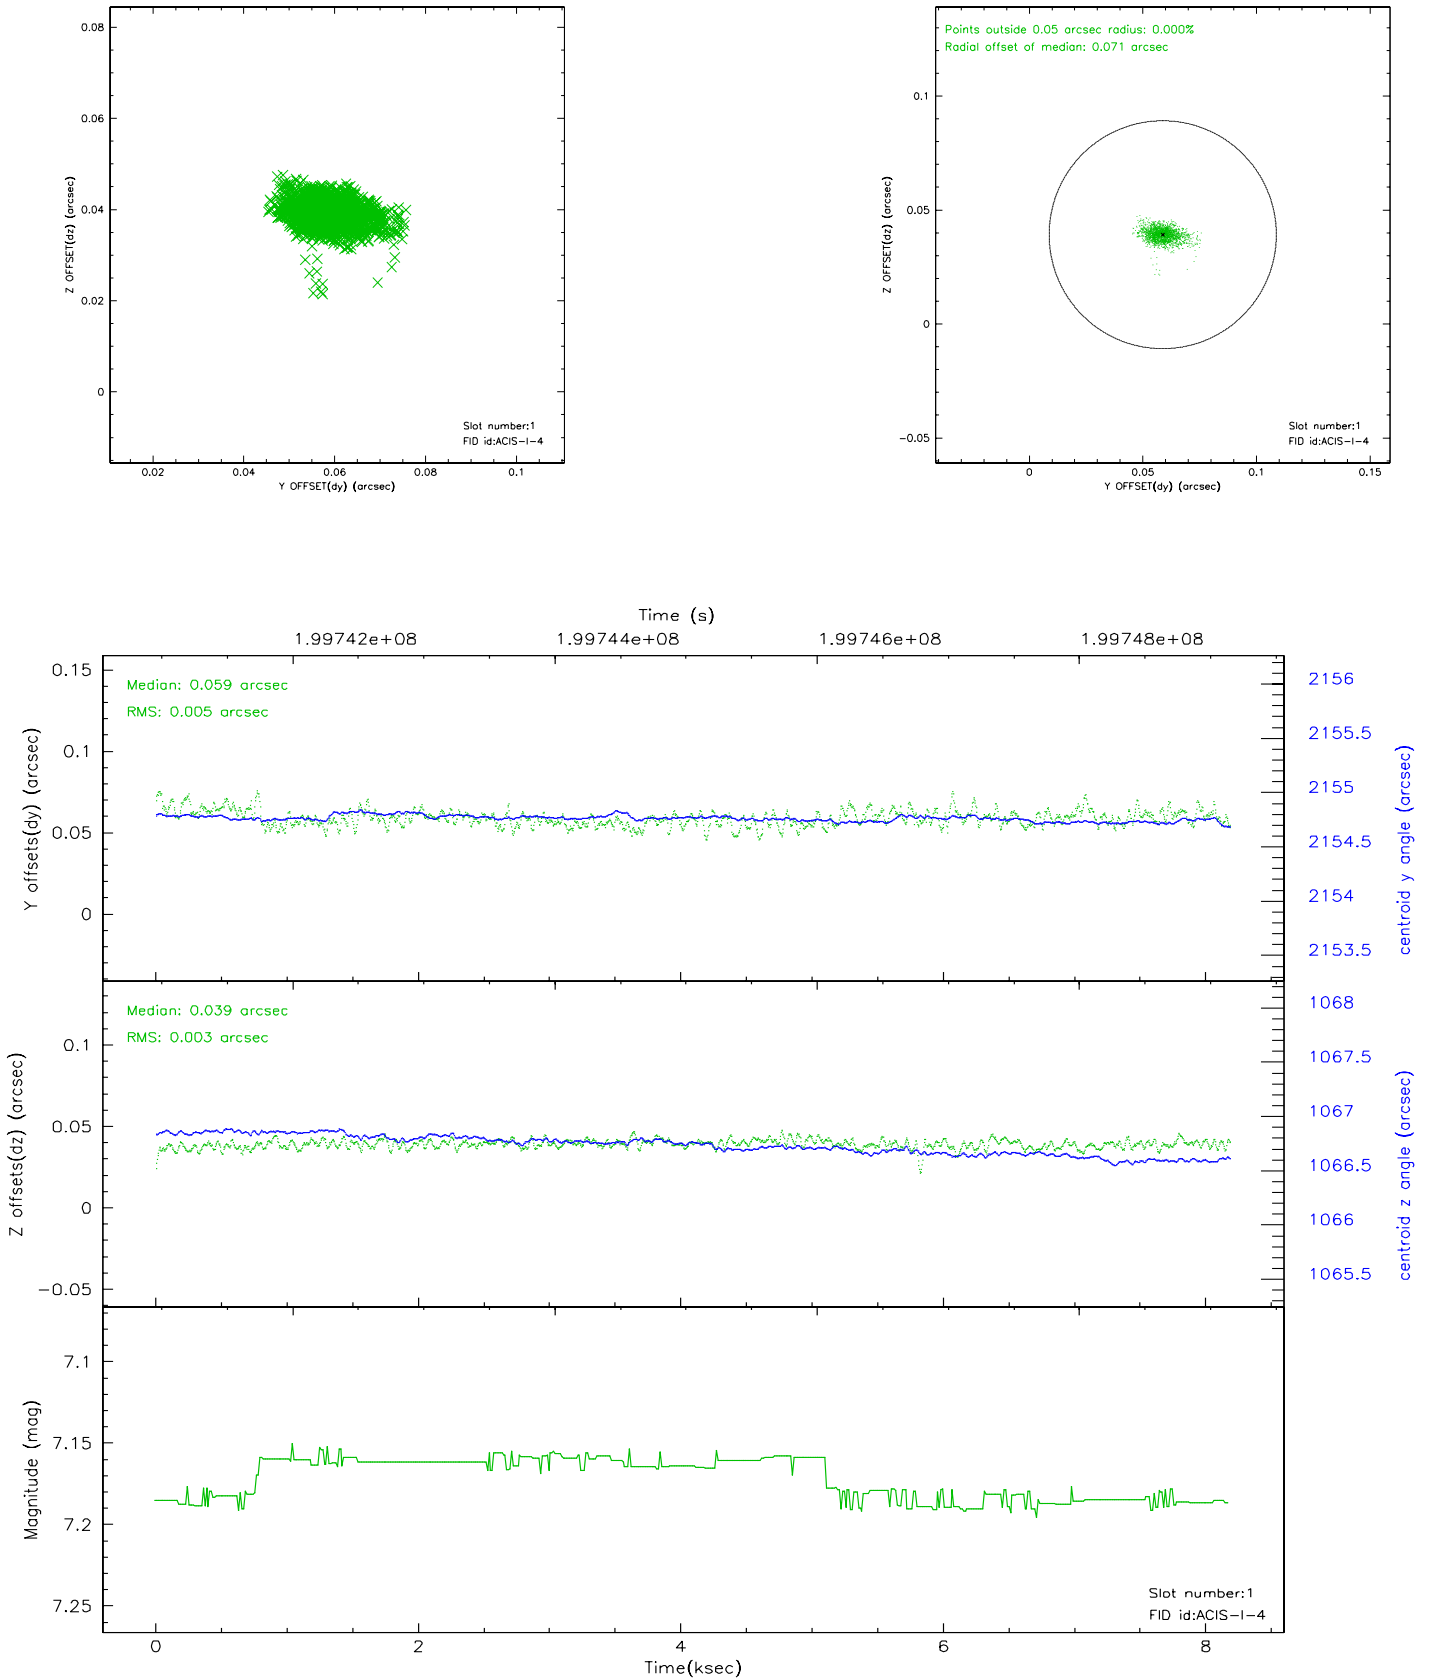 0.08
0.06
0.04
0.02
0
Z OFFSET(dz) (arcsec)
Slot number:1
FID id:ACIS-I-4
0.02 0.04 0.06 0.08 0.1
Y OFFSET(dy) (arcsec)
Points outside 0.05 arcsec radius: 0.000%
Radial offset of median: 0.071 arcsec
0.1
0.05
0
-0.05
Z OFFSET(dz) (arcsec)
Slot number:1
FID id:ACIS-I-4
0 0.05 0.1 0.15
Y OFFSET(dy) (arcsec)
Time (s)
1.99742e+08 1.99744e+08 1.99746e+08 1.99748e+08
Median: 0.059 arcsec
RMS: 0.005 arcsec
0.15
0.1
0.05
0
Y offsets(dy) (arcsec)
2156
2155.5
2155
2154.5
2154
2153.5
centroid y angle (arcsec)
Median: 0.039 arcsec
RMS: 0.003 arcsec
0.1
0.05
0
-0.05
Z offsets(dz) (arcsec)
1068
1067.5
1067
1066.5
1066
1065.5
centroid z angle (arcsec)
7.1
7.15
7.2
7.25
Magnitude (mag)
Slot number:1
FID id:ACIS-I-4
0 2 4 6 8
Time(ksec)